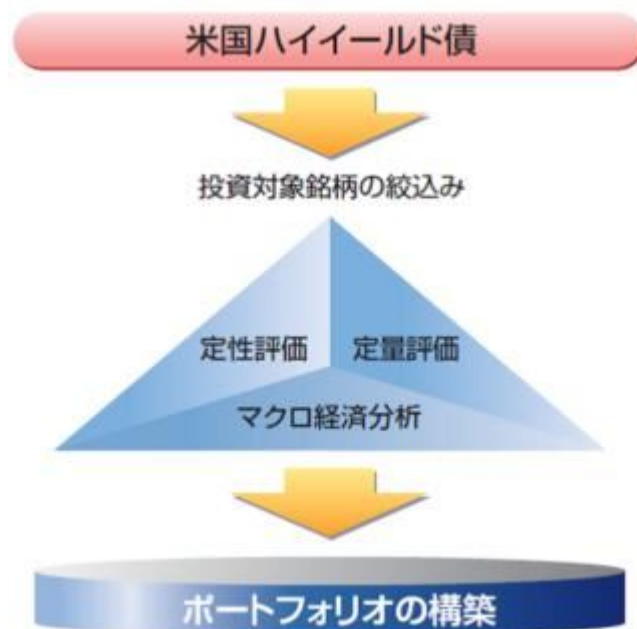 米国ハイイールド債
投資対象銘柄の絞込み
定性評価
定量評価
マクロ経済分析
ポートフォリオの構築